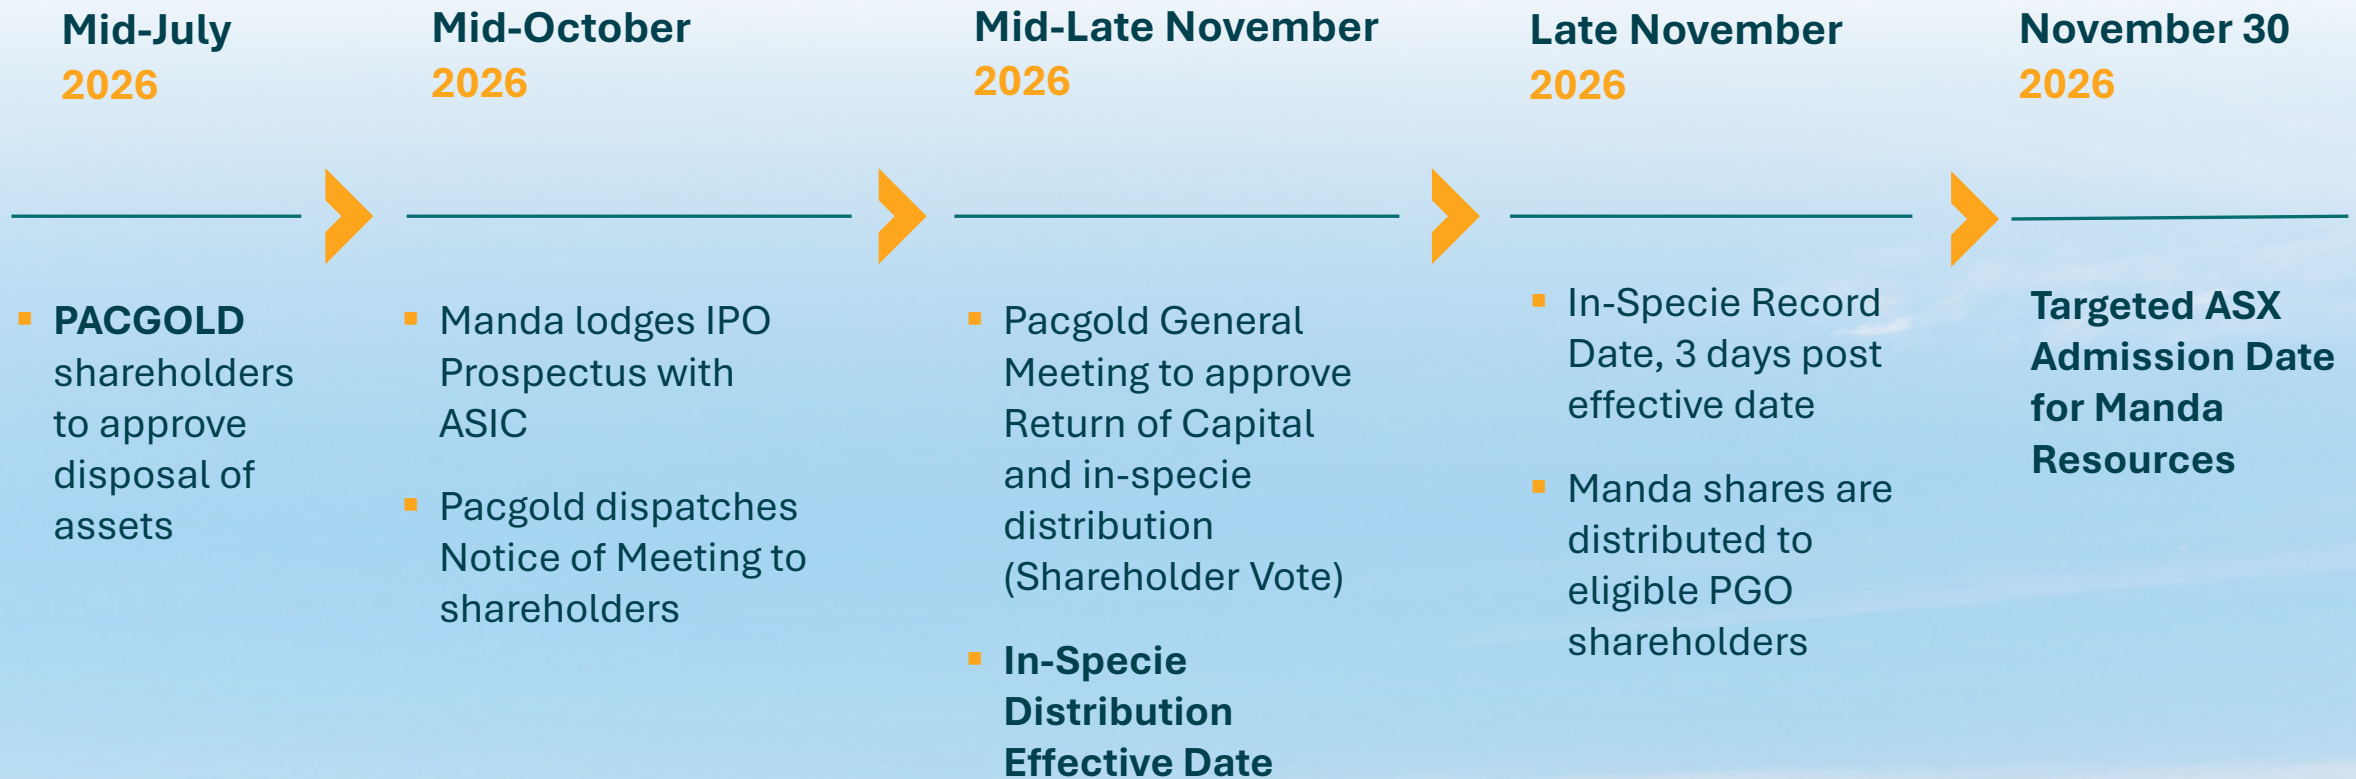 Mid-July
2026
PACGOLD
shareholders
to approve
disposal of
assets
Mid-October
2026
Manda lodges IPO
Prospectus with
ASIC
Pacgold dispatches
Notice of Meeting to
shareholders
Mid-Late November
2026
Pacgold General
Meeting to approve
Return of Capital
and in-specie
distribution
(Shareholder Vote)
In-Specie
Distribution
Effective Date
Late November
2026
In-Specie Record
Date, 3 days post
effective date
Manda shares are
distributed to
eligible PGO
shareholders
November 30
2026
Targeted ASX
Admission Date
for Manda
Resources